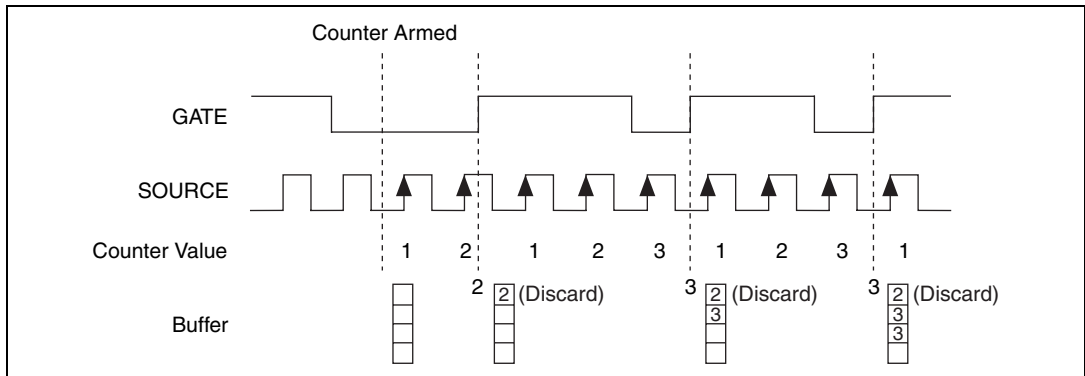 Counter Armed
GATE
SOURCE
Counter Value 1 2 1 2 3 1 2 3 1
2 3 3
Buffer
2 (Discard) 2 (Discard) 2 (Discard)
3 3
3